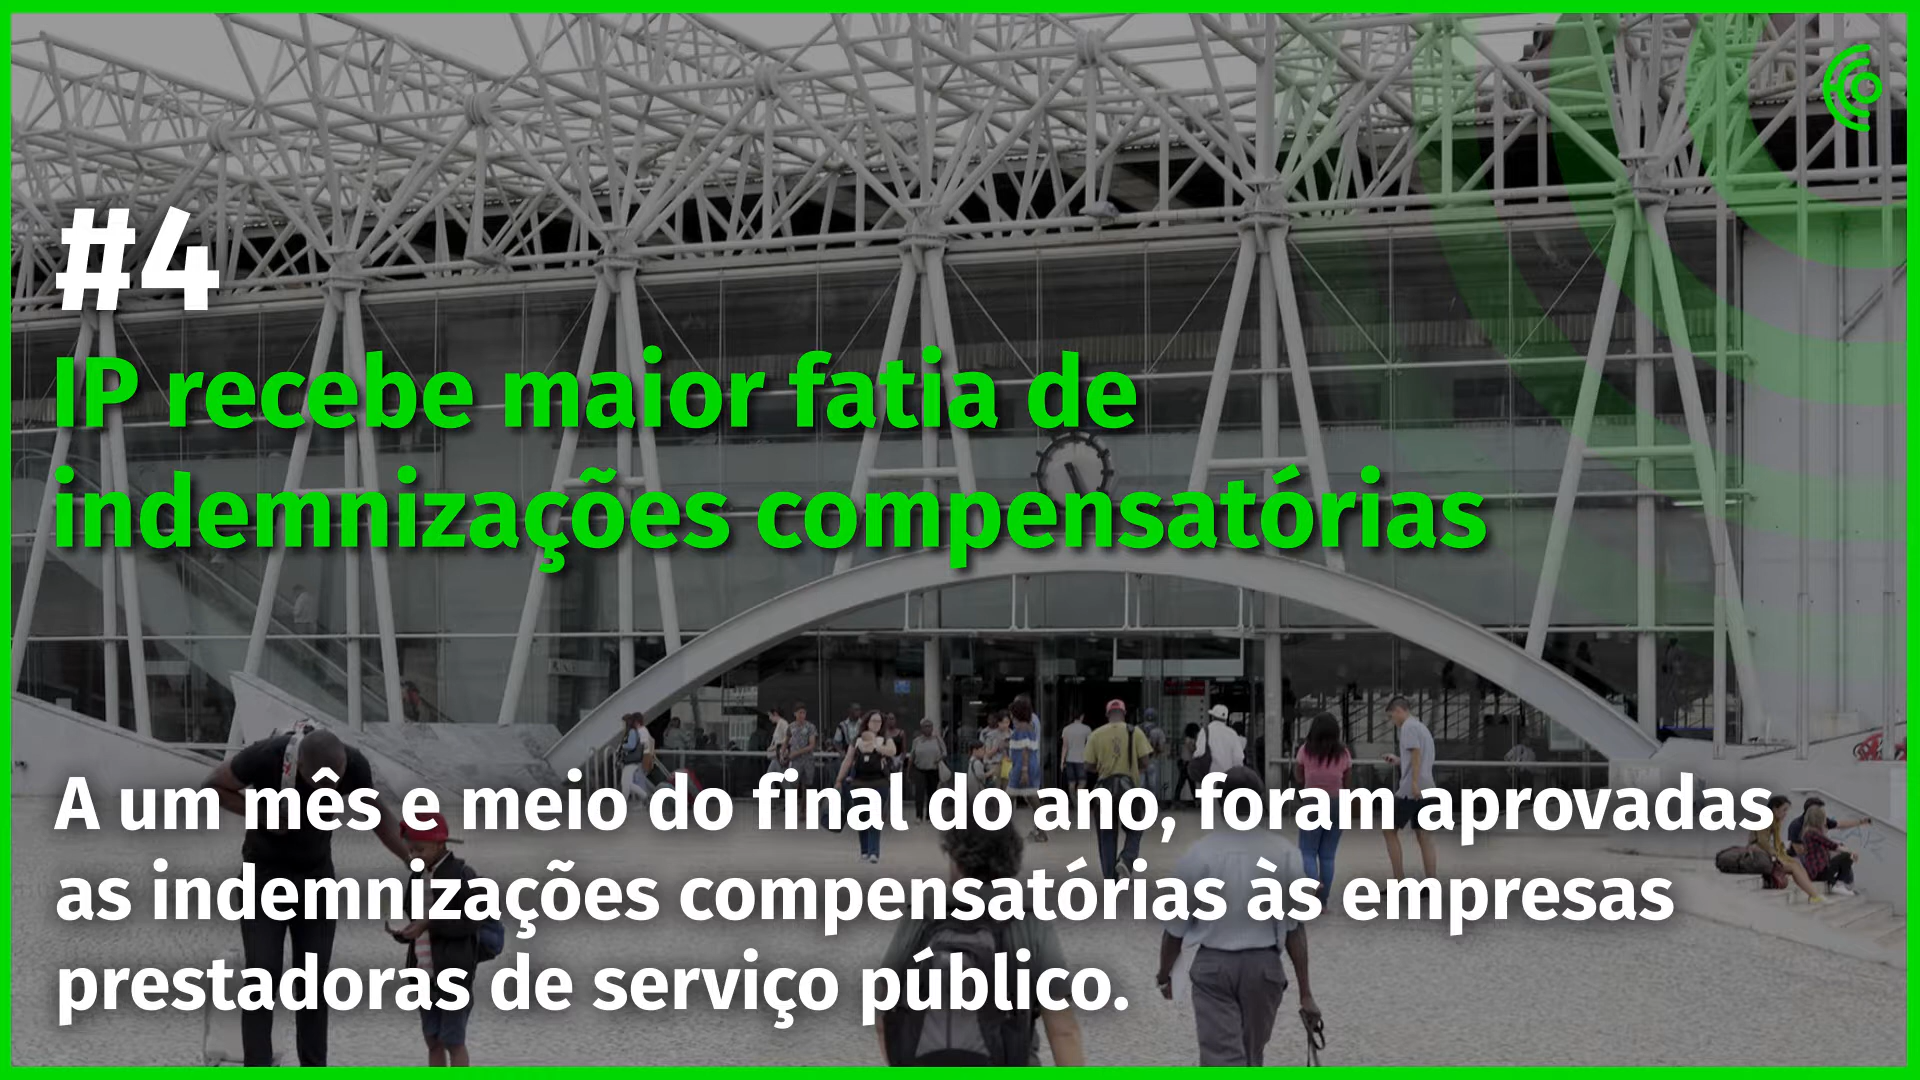 #4
IP recebe maior fatia de
indemnizações compensatórias
A um mês e meio do final do ano, foram aprovadas
as indemnizações compensatórias às empresas
prestadoras de serviço público.